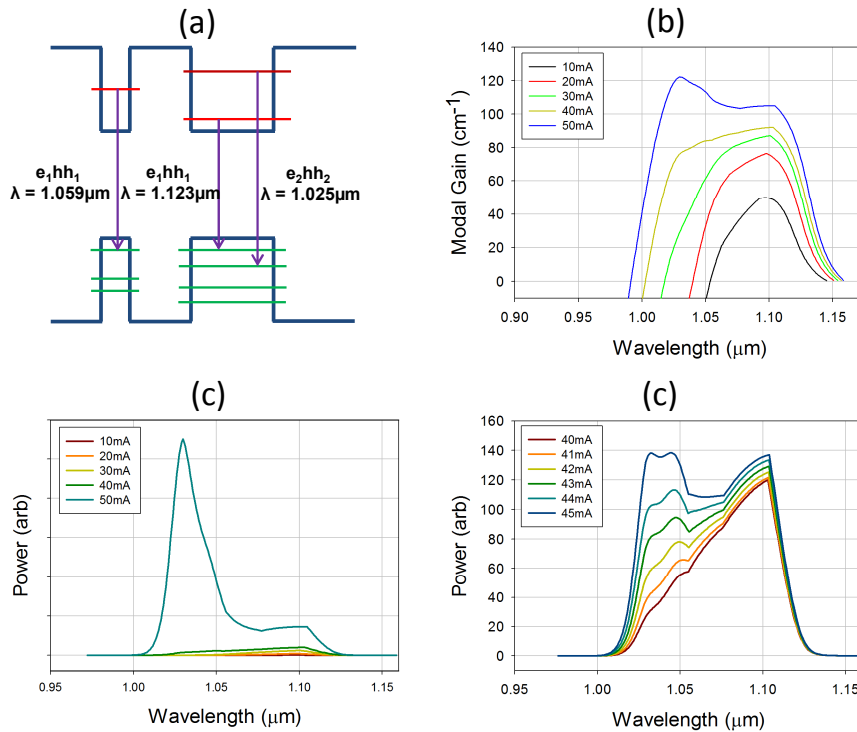 (a)
e1hh1
λ = 1.059µm
e1hh1
λ = 1.123µm
e2hh2
λ = 1.025µm
(b)
140
120
100
80
60
40
20
0
Modal Gain (cm-1)
10mA
20mA
30mA
40mA
50mA
0.90
0.95
1.00
1.05
1.10
1.15
Wavelength (µm)
(c)
Power (arb)
10mA
20mA
30mA
40mA
50mA
0.95
1.00
1.05
1.10
1.15
Wavelength (µm)
(c)
160
140
120
100
80
60
40
20
0
Power (arb)
40mA
41mA
42mA
43mA
44mA
45mA
0.95
1.00
1.05
1.10
1.15
Wavelength (µm)